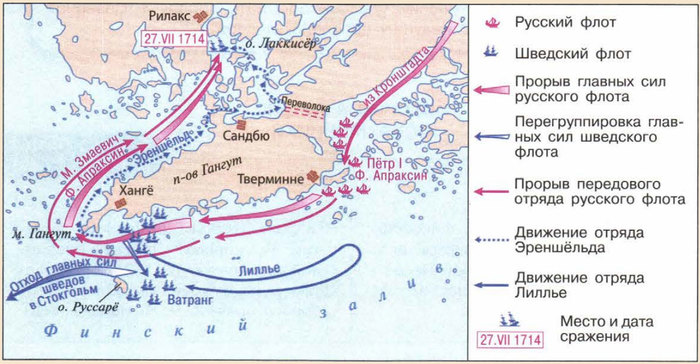 Рилакс
27.VII 1714
о. Лаккисёр
из Кронштадта
Переволока
Сандбю
М. Змаевич
Ф. Апраксин
Эреншёльд
п-ов Гангут
Пётр I
Ф. Апраксин
Тверминне
Хангё
м. Гангут
Отход главных сил
шведов
в Стокгольм
о. Руссарё
Ватранг
Лиллье
Финский залив
Русский флот
Шведский флот
Прорыв главных сил
русского флота
Перегруппировка глав-
ных сил шведского
флота
Прорыв передового
отряда русского флота
Движение отряда
Эреншёльда
Движение отряда
Лиллье
27.VII 1714
Место и дата
сражения